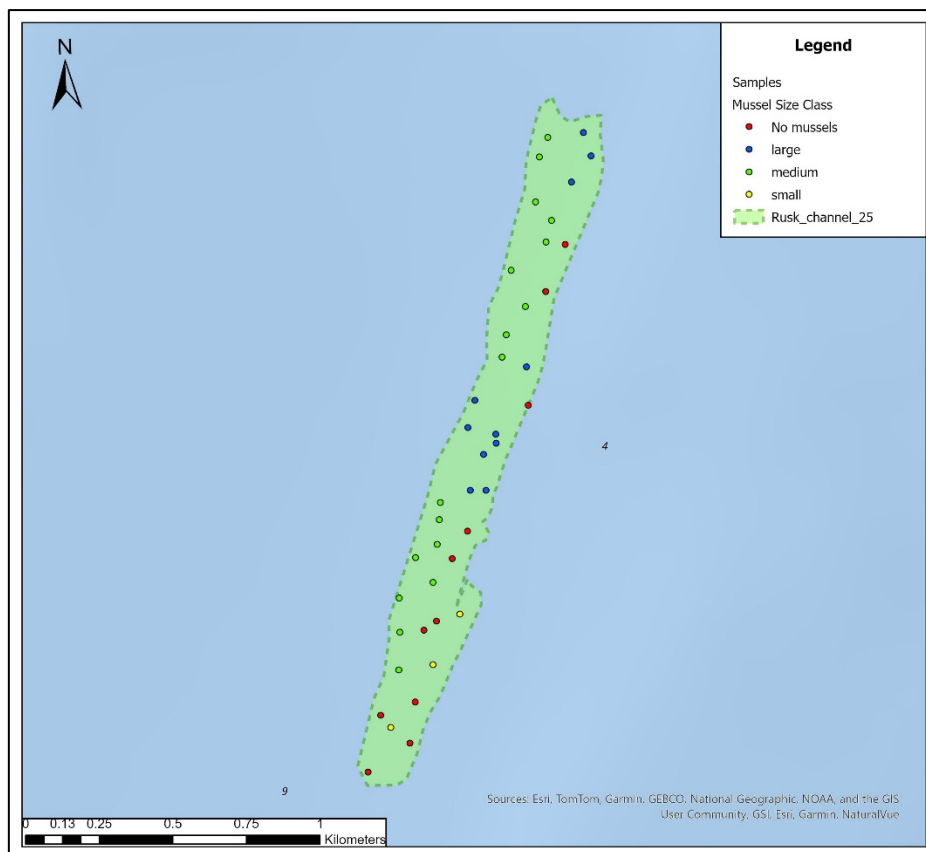 N
Legend
Samples
Mussel Size Class
No mussels
large
medium
small
Rusk_channel_25
4
9
Sources: Esri, TomTom, Garmin, GEBCO, National Geographic, NOAA, and the GIS
User Community, GSI, Esri, Garmin, NaturalVue
0 0.13 0.25 0.5 0.75 1
Kilometers